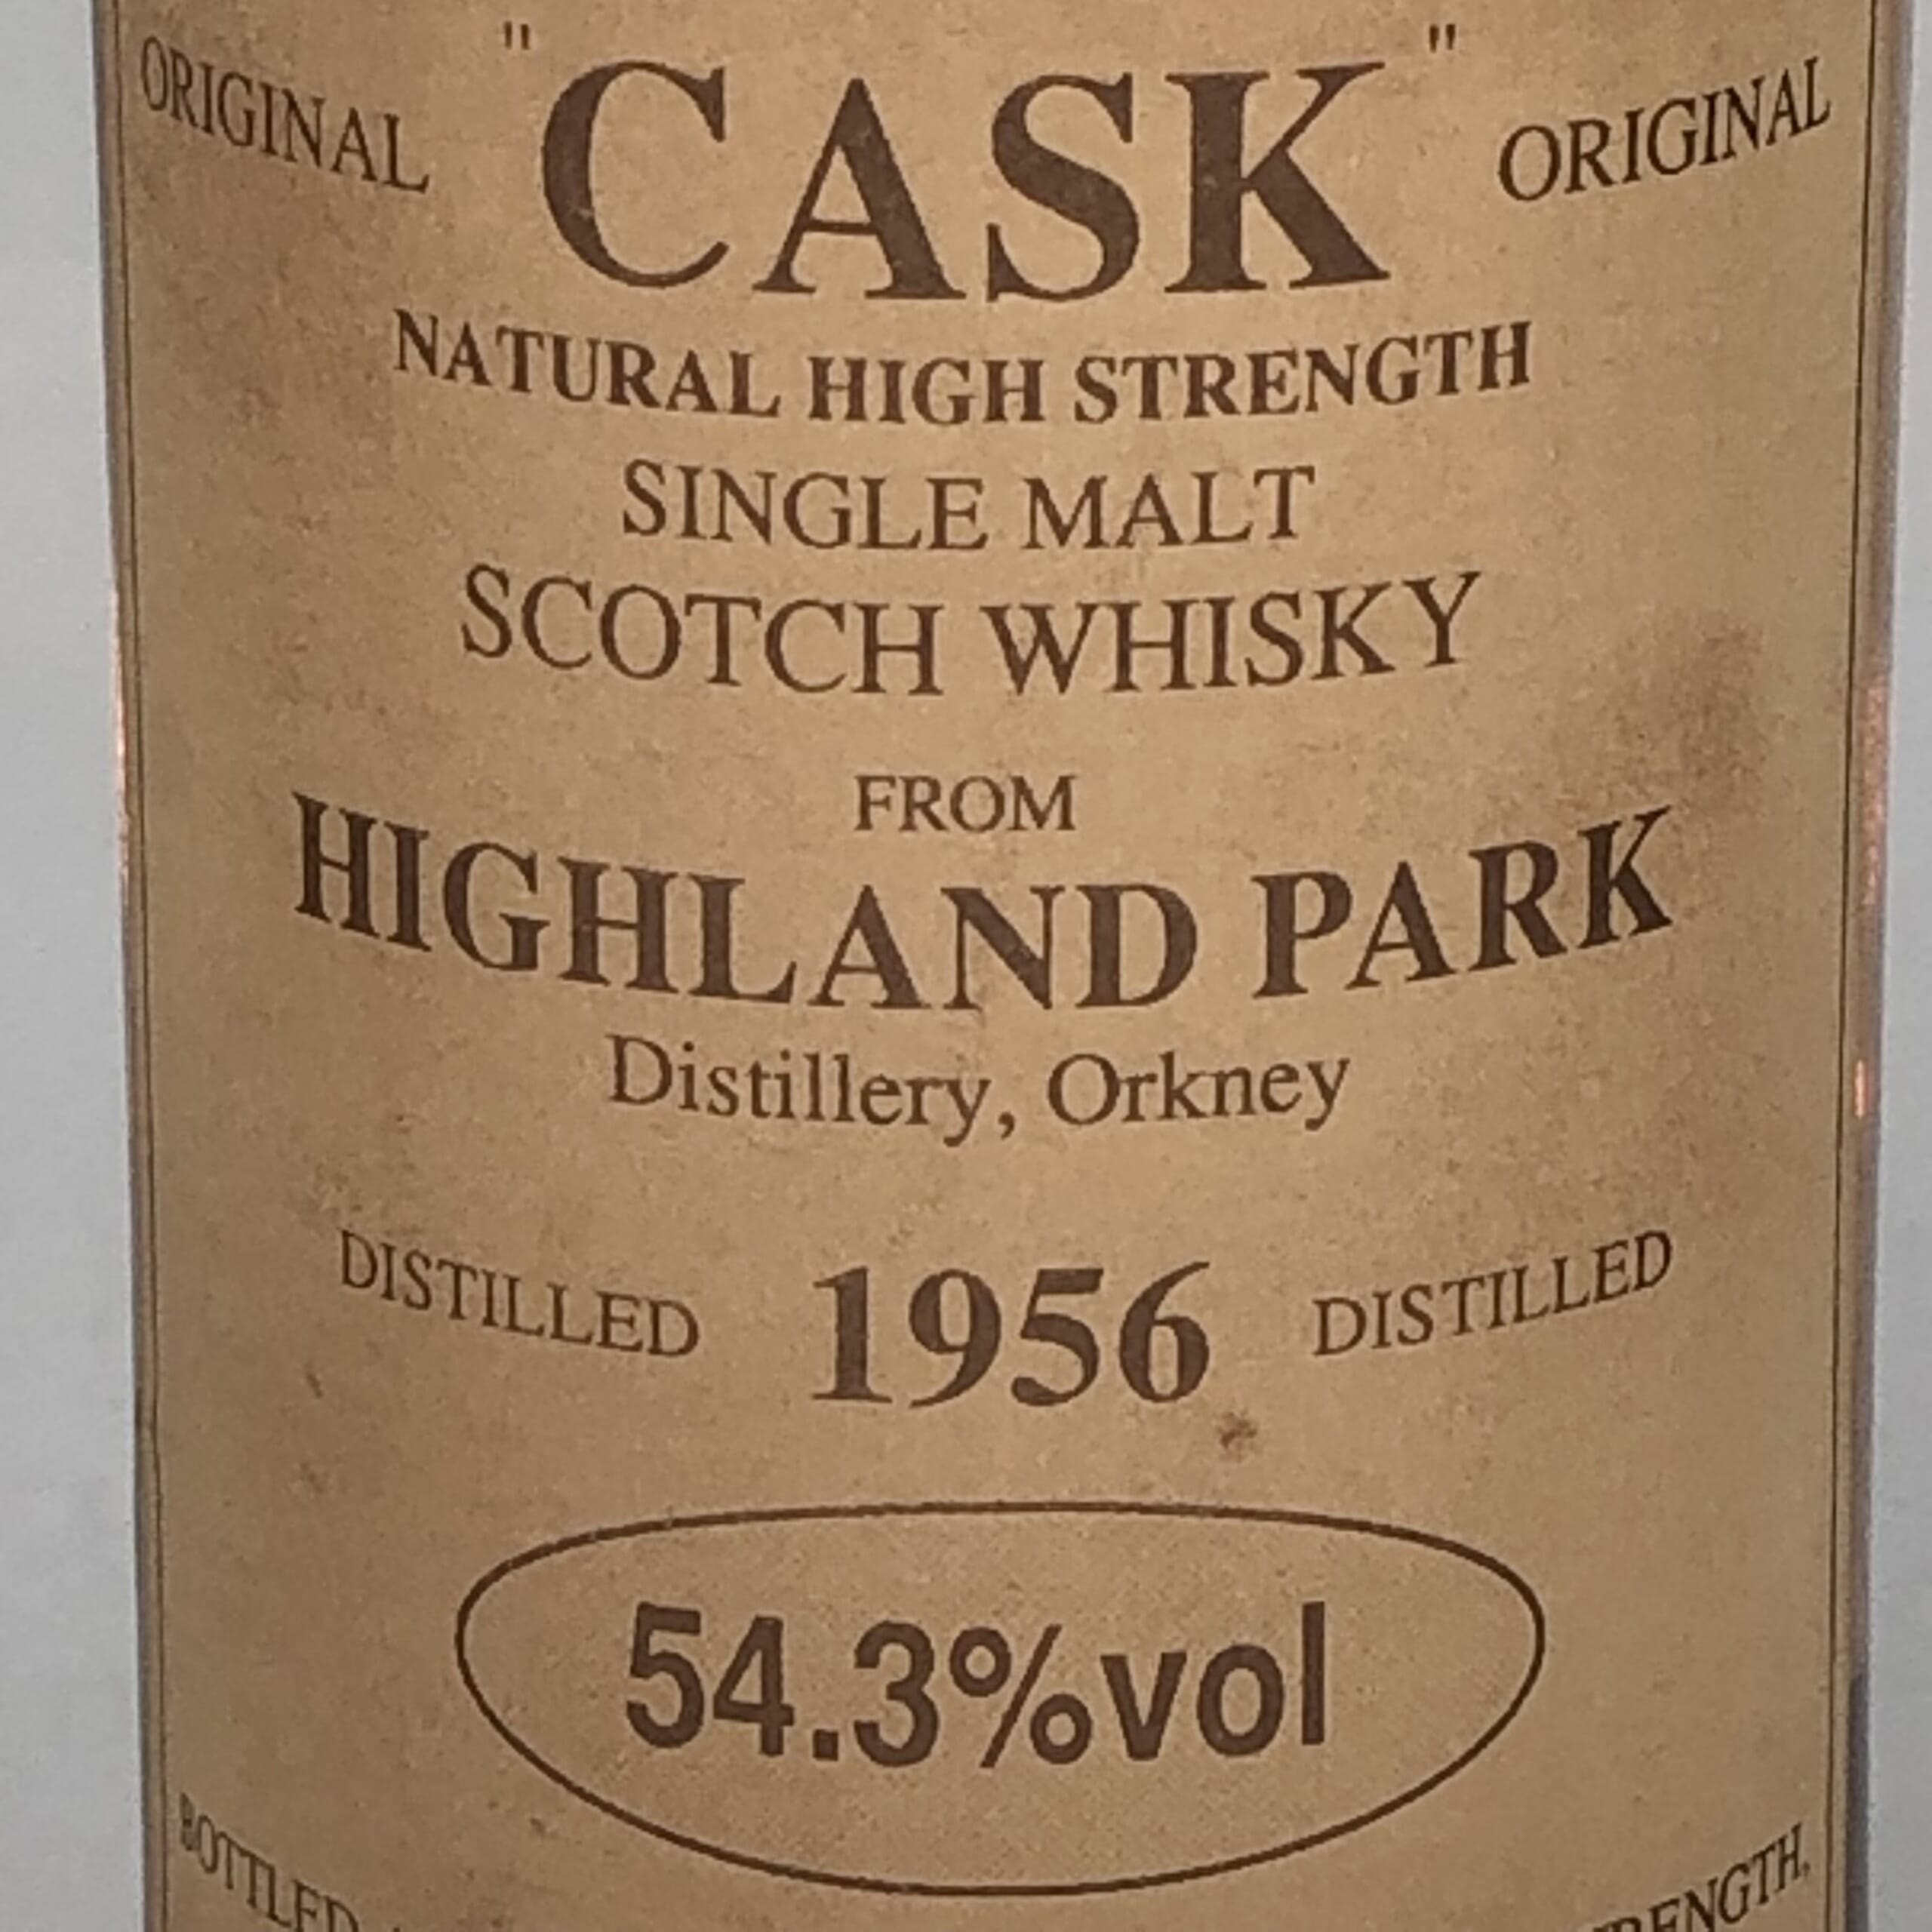 ORIGINAL "CASK" ORIGINAL
NATURAL HIGH STRENGTH
SINGLE MALT
SCOTCH WHISKY
FROM
HIGHLAND PARK
Distillery, Orkney
DISTILLED 1956 DISTILLED
54.3%vol
BOTTLED